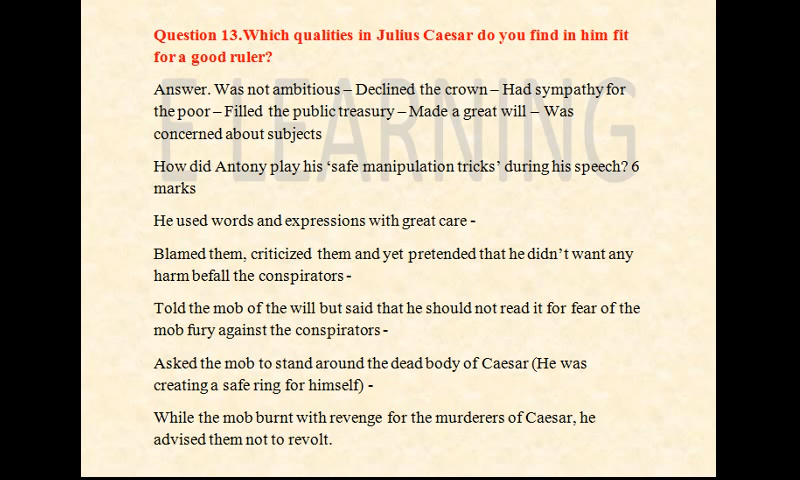 Question 13.Which qualities in Julius Caesar do you find in him fit
for a good ruler?
Answer. Was not ambitious – Declined the crown – Had sympathy for
the poor – Filled the public treasury – Made a great will – Was
concerned about subjects
How did Antony play his ‘safe manipulation tricks’ during his speech? 6
marks
He used words and expressions with great care -
Blamed them, criticized them and yet pretended that he didn’t want any
harm befall the conspirators -
Told the mob of the will but said that he should not read it for fear of the
mob fury against the conspirators -
Asked the mob to stand around the dead body of Caesar (He was
creating a safe ring for himself) -
While the mob burnt with revenge for the murderers of Caesar, he
advised them not to revolt.
E LEARNING